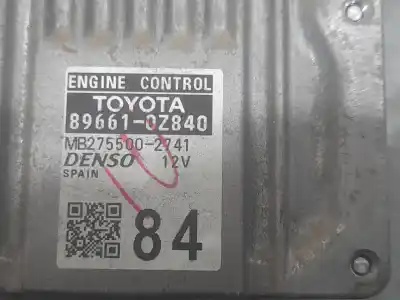 ENGINE CONTROL
TOYOTA
89661-0Z840
MB275500-2741
DENSO 12V
SPAIN
84